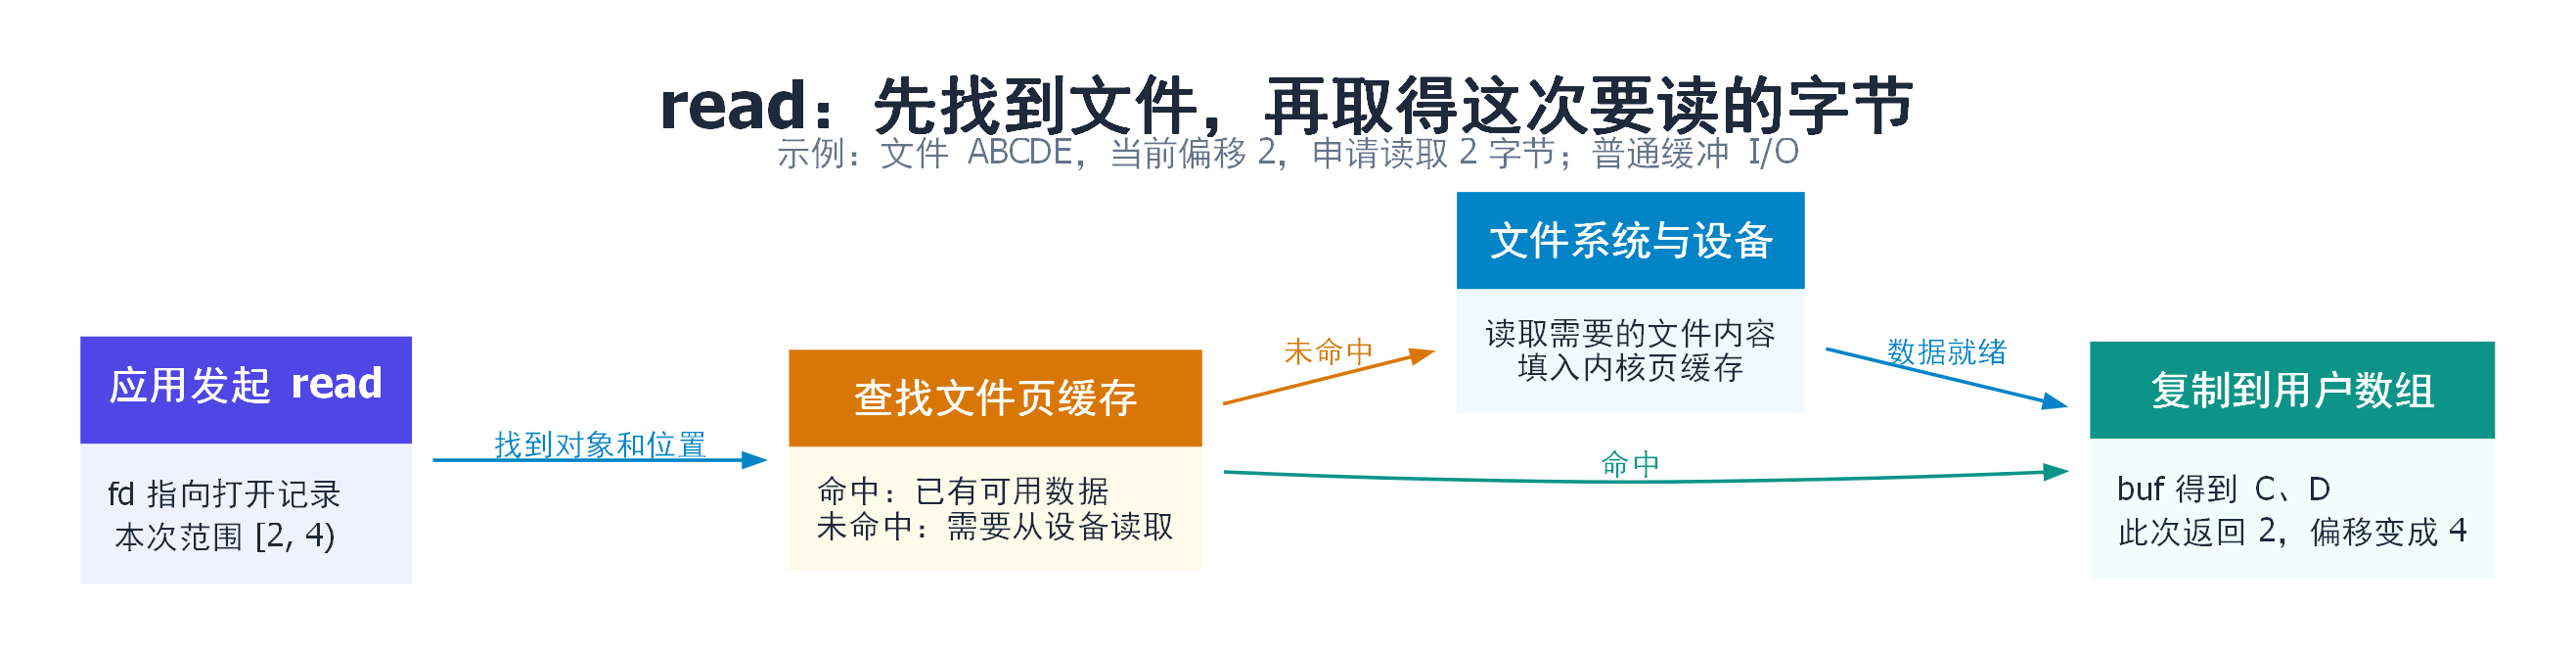 read：先找到文件，再取得这次要读的字节
示例：文件 ABCDE，当前偏移 2，申请读取 2 字节；普通缓冲 I/O
应用发起 read
fd 指向打开记录
本次范围 [2, 4)
找到对象和位置
查找文件页缓存
命中：已有可用数据
未命中：需要从设备读取
未命中
文件系统与设备
读取需要的文件内容
填入内核页缓存
数据就绪
命中
复制到用户数组
buf 得到 C、D
此次返回 2，偏移变成 4